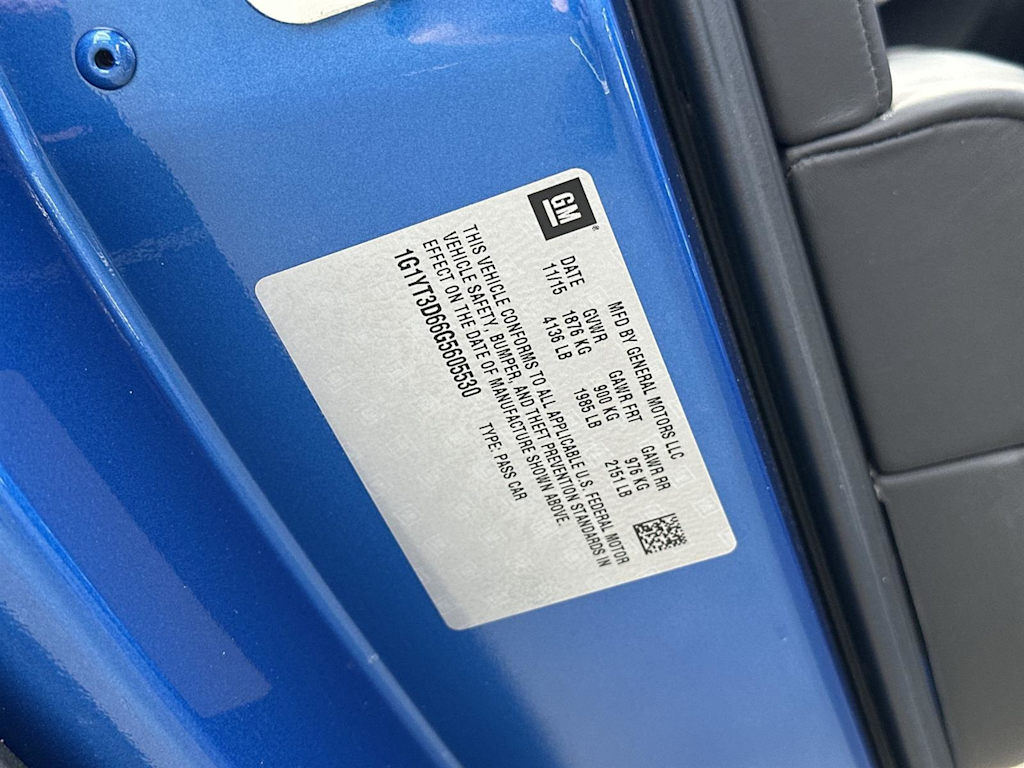 GM
MFD BY GENERAL MOTORS LLC
DATE GVWR GAWR FRT GAWR RR
11/15 1876 KG 900 KG 976 KG
4136 LB 1985 LB 2151 LB
THIS VEHICLE CONFORMS TO ALL APPLICABLE U.S. FEDERAL MOTOR
VEHICLE SAFETY, BUMPER, AND THEFT PREVENTION STANDARDS IN
EFFECT ON THE DATE OF MANUFACTURE SHOWN ABOVE.
1G1YT3D66G5605530 TYPE: PASS CAR